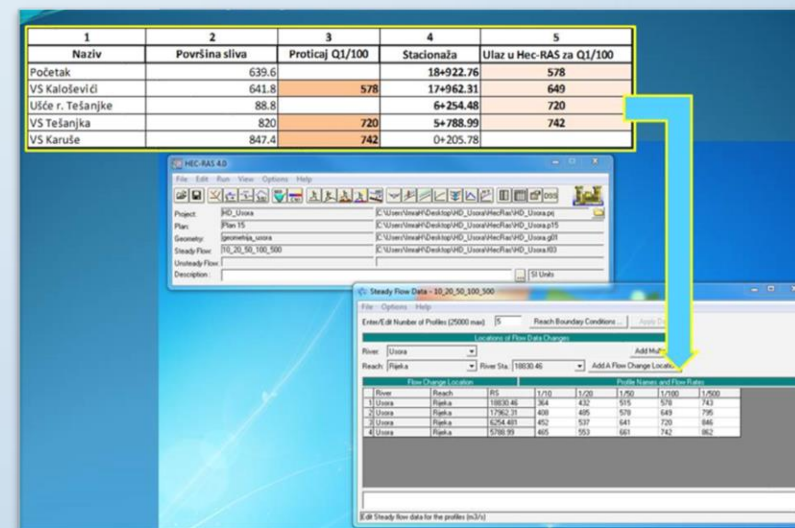 1 2 3 4 5
Naziv Površina sliva Proticaj Q1/100 Stacionaža Ulaz u Hec-RAS za Q1/100
Početak 639.6 18+922.76 578
VS Kaloševići 641.8 578 17+962.31 649
Ušće r. Tešanjke 88.8 6+254.48 720
VS Tešanjka 820 720 5+788.99 742
VS Karuše 847.4 742 0+205.78
HEC-RAS 4.0
File Edit Run View Options Help
DSS
Project: HD_Usora
Plan: Plan 15
Geometry: geometrija_usora
Steady Flow: 10_20_50_100_500
Unsteady Flow:
Description: SI Units
Steady Flow Data - 10_20_50_100_500
File Options Help
Enter/Edit Number of Profiles (25000 max) 5 Reach Boundary Conditions ...
Locations of Flow Data Changes
River: Usora
Reach: Rijeka River Sta.: 18830.46 Add A Flow Change Location
Flow Change Location Profile Names and Flow Rates
River Reach RS 1/10 1/20 1/50 1/100 1/500
1 Usora Rijeka 18830.46 364 432 515 578 743
2 Usora Rijeka 17962.31 408 485 578 649 795
3 Usora Rijeka 6254.481 452 537 641 720 846
4 Usora Rijeka 5788.99 465 553 661 742 862
Edit Steady flow data for the profiles (m3/s)